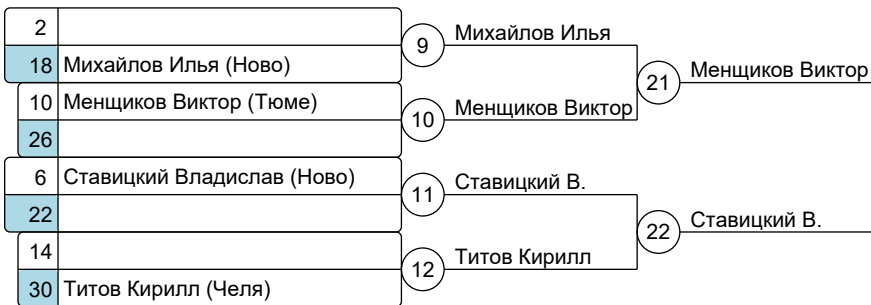 2
18 Михайлов Илья (Ново)
9 Михайлов Илья
10 Менщиков Виктор (Тюме)
26
10 Менщиков Виктор
21 Менщиков Виктор
6 Ставицкий Владислав (Ново)
22
11 Ставицкий В.
14
30 Титов Кирилл (Челя)
12 Титов Кирилл
22 Ставицкий В.